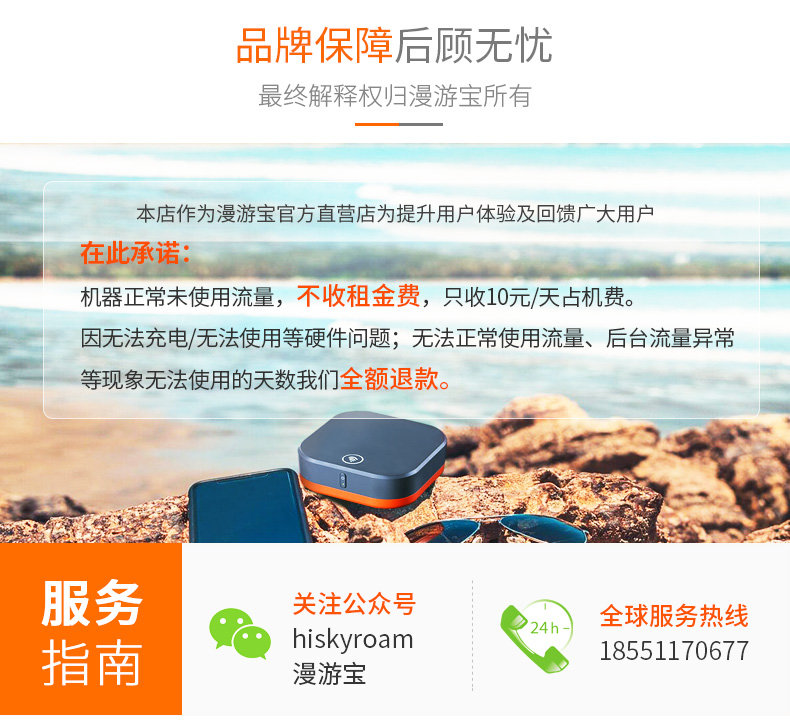 品牌保障后顾无忧
最终解释权归漫游宝所有
本店作为漫游宝官方直营店为提升用户体验及回馈广大用户
在此承诺：
机器正常未使用流量，不收租金费，只收10元/天占机费。
因无法充电/无法使用等硬件问题；无法正常使用流量、后台流量异常
等现象无法使用的天数我们全额退款。
服务
指南
关注公众号
hiskyroam
漫游宝
24h
全球服务热线
18551170677